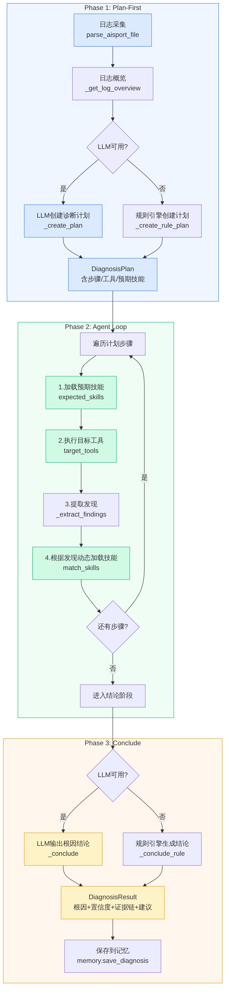 Phase 1: Plan-First
日志采集
parse_aisport_file
日志概览
_get_log_overview
LLM可用?
是
否
LLM创建诊断计划
_create_plan
规则引擎创建计划
_create_rule_plan
DiagnosisPlan
含步骤/工具/预期技能
Phase 2: Agent Loop
遍历计划步骤
1.加载预期技能
expected_skills
2.执行目标工具
target_tools
是
3.提取发现
_extract_findings
4.根据发现动态加载技能
match_skills
还有步骤?
否
进入结论阶段
Phase 3: Conclude
LLM可用?
是
否
LLM输出根因结论
_conclude
规则引擎生成结论
_conclude_rule
DiagnosisResult
根因+置信度+证据链+建议
保存到记忆
memory.save_diagnosis